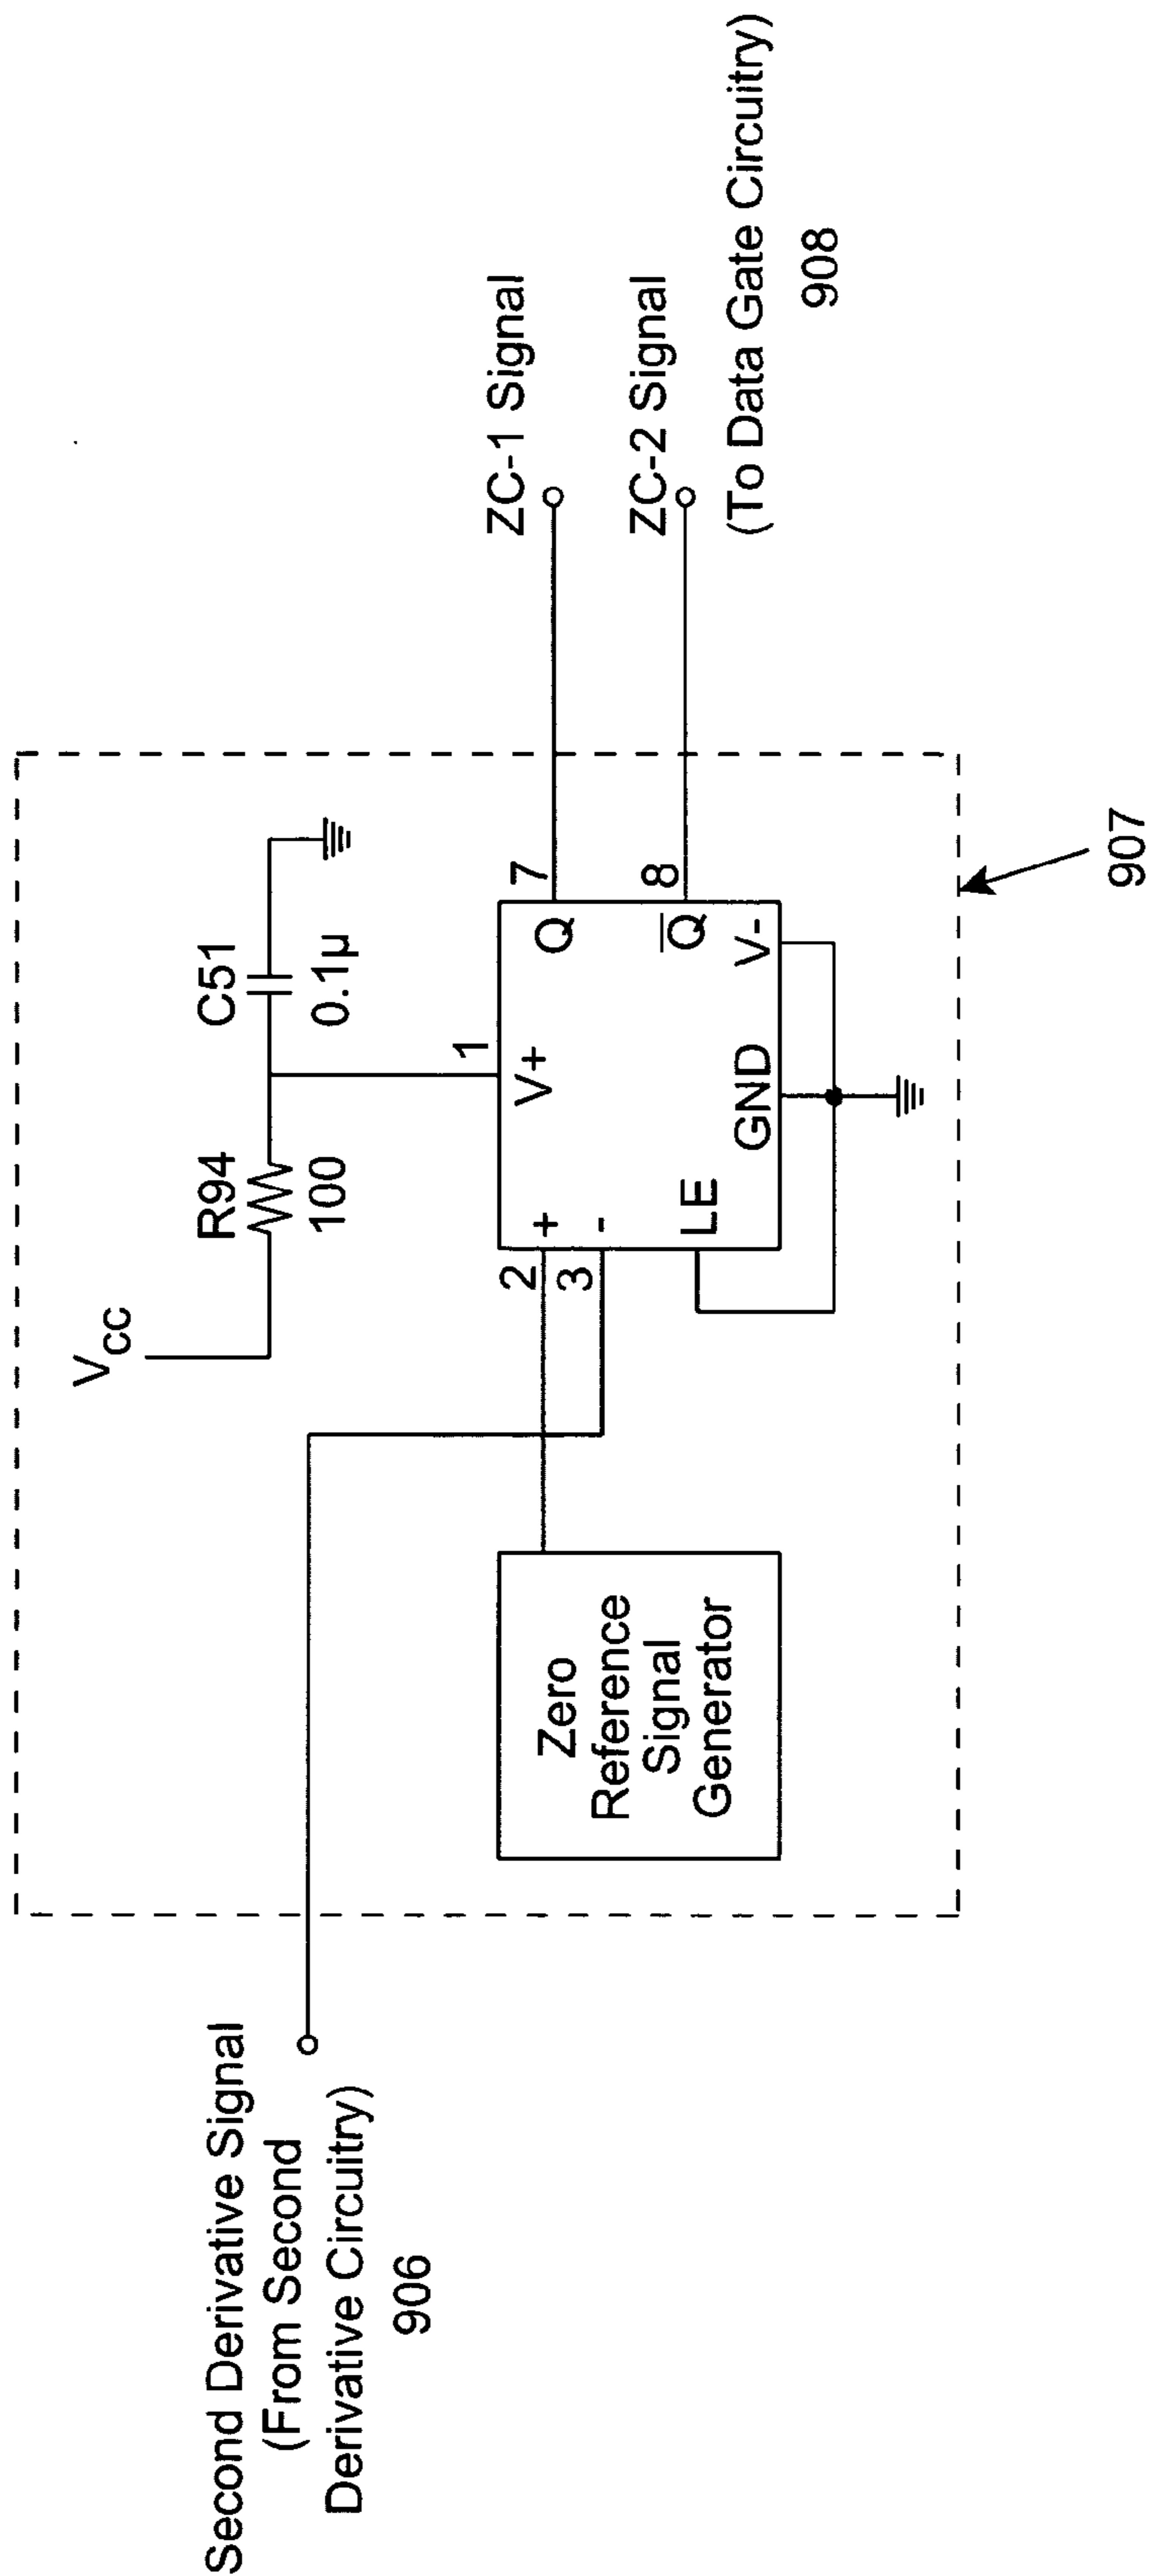 Second Derivative Signal
(From Second
Derivative Circuitry)
906
Zero
Reference
Signal
Generator
VCC
R94
100
C51
0.1µ
1
V+
2
+
3
-
LE
GND
V-
Q
7
Q̅
8
ZC-1 Signal
ZC-2 Signal
(To Data Gate Circuitry)
908
907